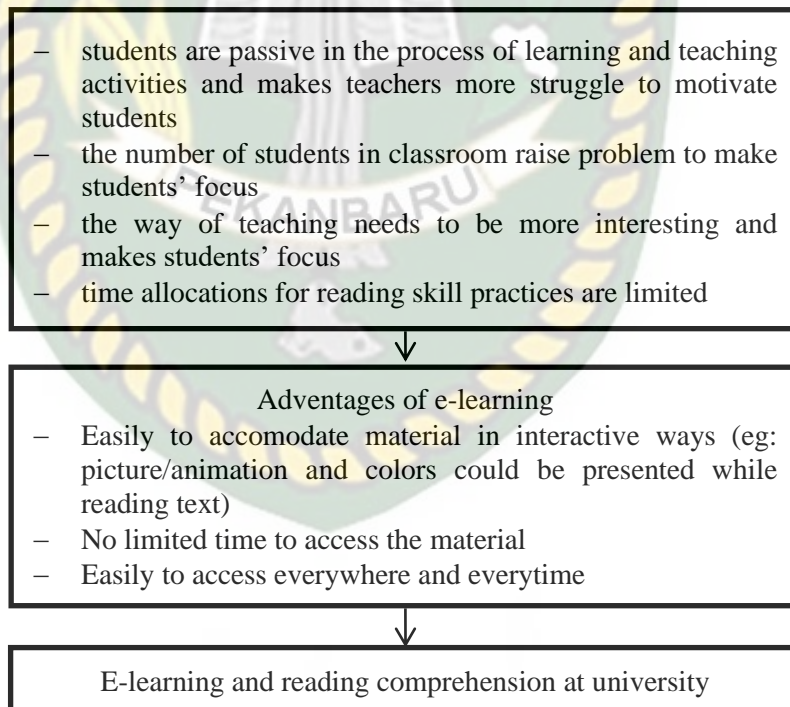 – students are passive in the process of learning and teaching
activities and makes teachers more struggle to motivate
students
– the number of students in classroom raise problem to make
students’ focus
– the way of teaching needs to be more interesting and
makes students’ focus
– time allocations for reading skill practices are limited
EKANBARU
Adventages of e-learning
– Easily to accomodate material in interactive ways (eg:
picture/animation and colors could be presented while
reading text)
– No limited time to access the material
– Easily to access everywhere and everytime
E-learning and reading comprehension at university